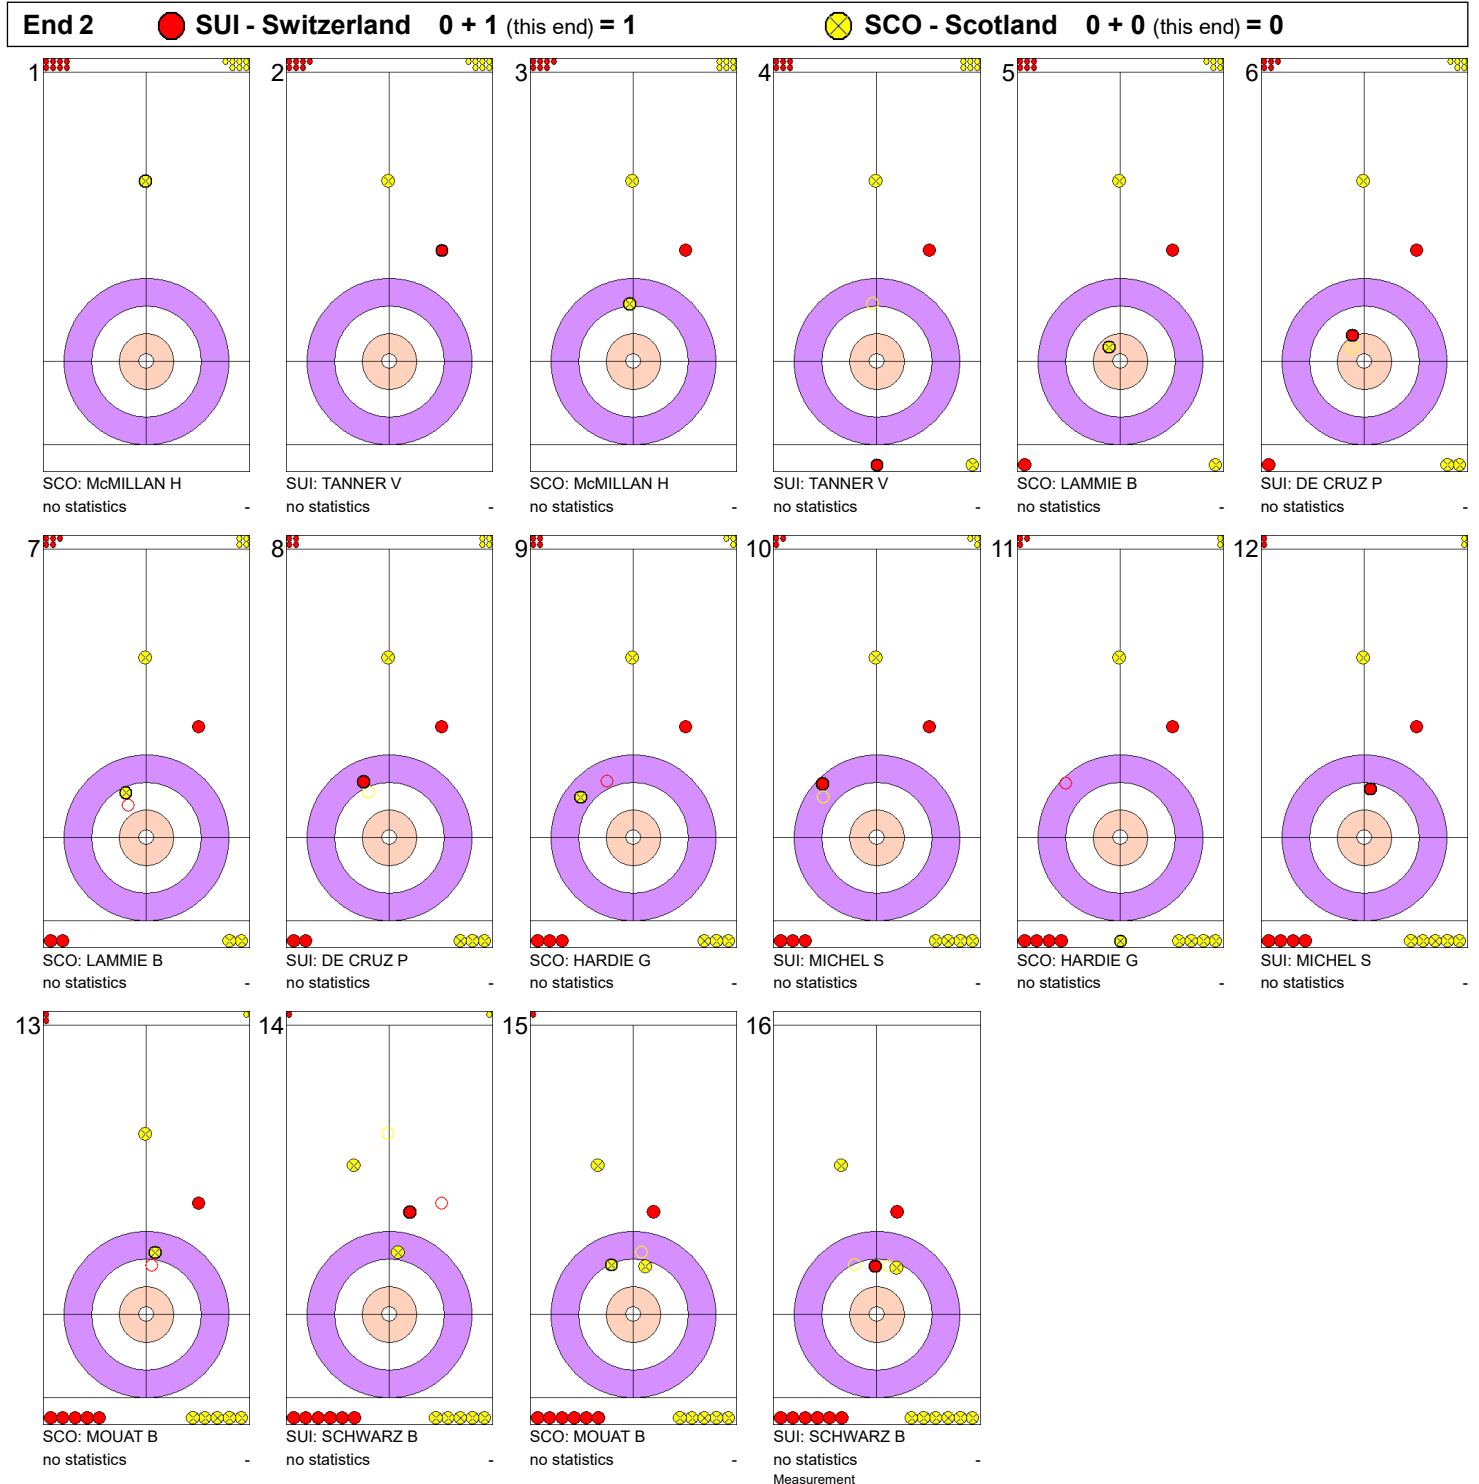 End 2 SUI - Switzerland 0 + 1 (this end) = 1 SCO - Scotland 0 + 0 (this end) = 0
1 2 3 4 5 6
SCO: McMILLAN H SUI: TANNER V SCO: McMILLAN H SUI: TANNER V SCO: LAMMIE B SUI: DE CRUZ P
no statistics - no statistics - no statistics - no statistics - no statistics - no statistics -
7 8 9 10 11 12
SCO: LAMMIE B SUI: DE CRUZ P SCO: HARDIE G SUI: MICHEL S SCO: HARDIE G SUI: MICHEL S
no statistics - no statistics - no statistics - no statistics - no statistics - no statistics -
13 14 15 16
SCO: MOUAT B SUI: SCHWARZ B SCO: MOUAT B SUI: SCHWARZ B
no statistics - no statistics - no statistics - no statistics -
Measurement